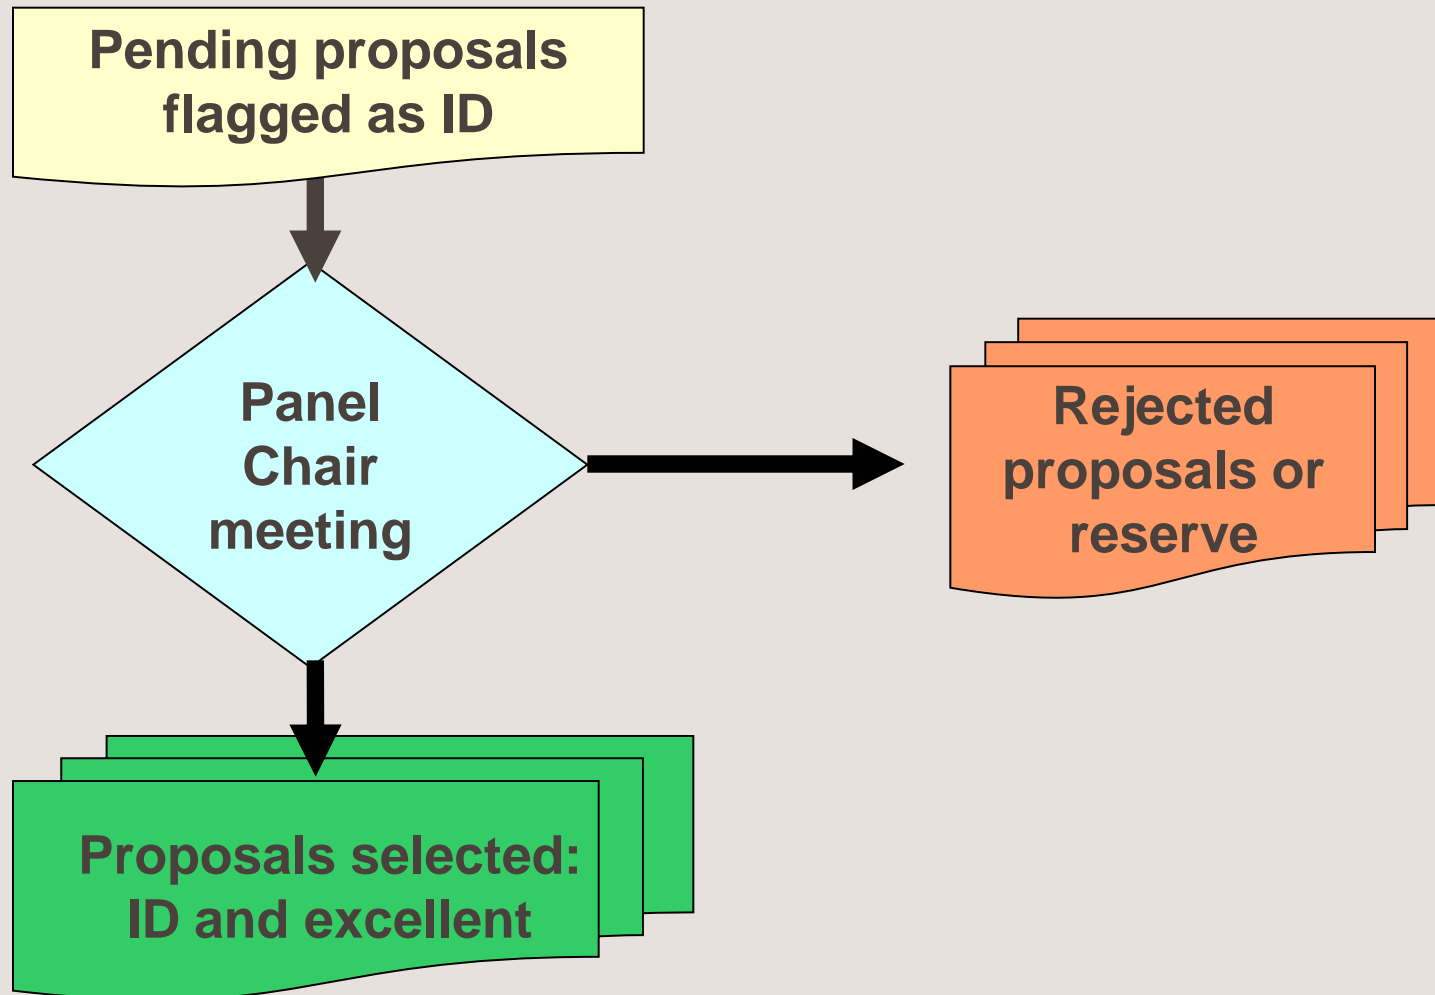 Pending proposals
flagged as ID
Panel
Chair
meeting
Rejected
proposals or
reserve
Proposals selected:
ID and excellent